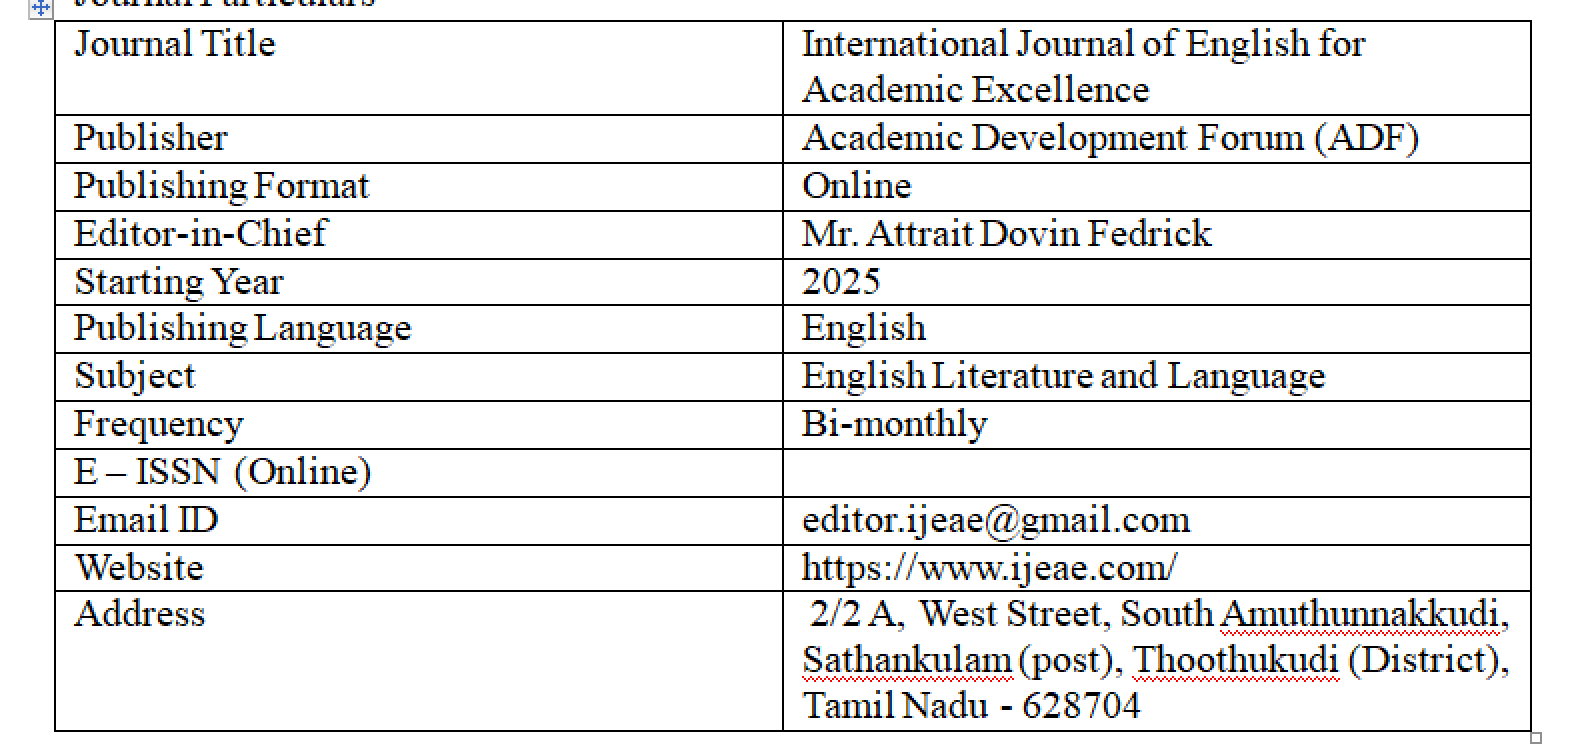 Journal Particulars
Journal Title
International Journal of English for
Academic Excellence
Publisher
Academic Development Forum (ADF)
Publishing Format
Online
Editor-in-Chief
Mr. Attrait Dovin Fedrick
Starting Year
2025
Publishing Language
English
Subject
English Literature and Language
Frequency
Bi-monthly
E – ISSN (Online)
Email ID
editor.ijeae@gmail.com
Website
https://www.ijeae.com/
Address
2/2 A, West Street, South Amuthunnakkudi,
Sathankulam (post), Thoothukudi (District),
Tamil Nadu - 628704